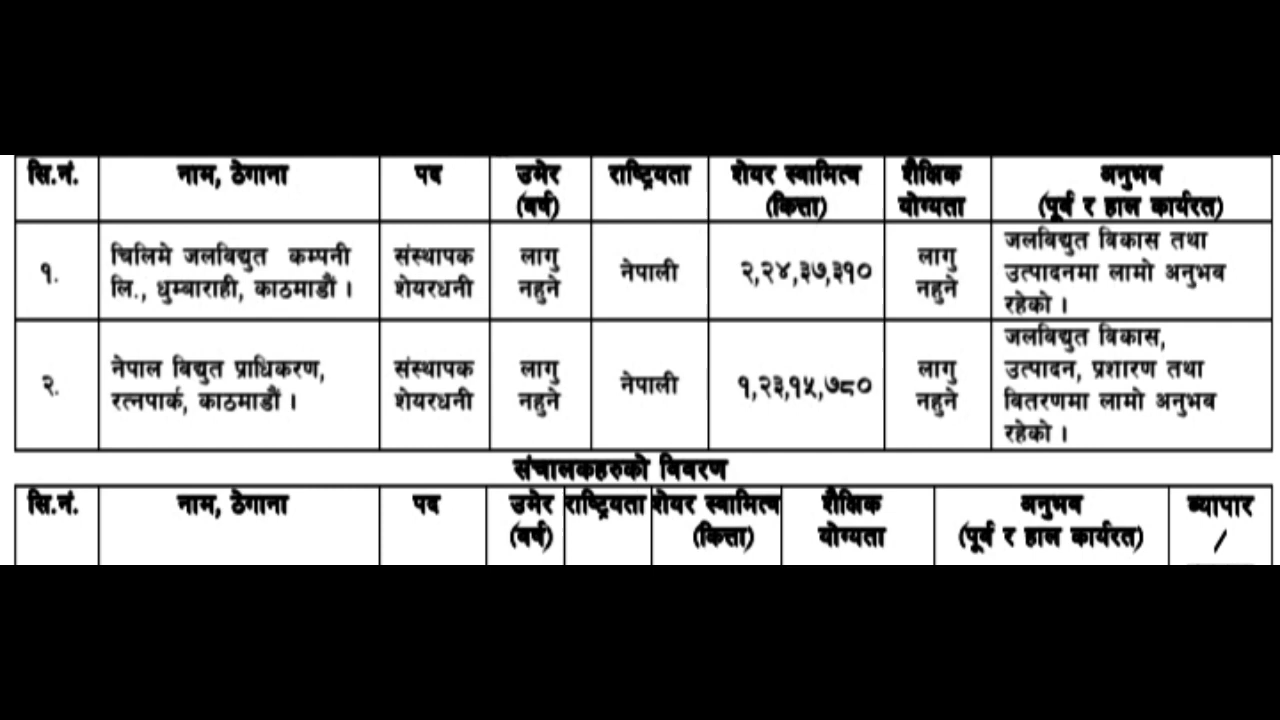 सि.नं. नाम, ठेगाना पद उमेर (वर्ष) राष्ट्रियता शेयर स्वामित्व (कित्ता) शैक्षिक योग्यता अनुभव (पूर्व र हाल कार्यरत)
१. चिलिमे जलविद्युत कम्पनी लि., धुम्बाराही, काठमाडौं । संस्थापक शेयरधनी लागु नहुने नेपाली २,२४,३७,३१० लागु नहुने जलविद्युत विकास तथा उत्पादनमा लामो अनुभव रहेको ।
२. नेपाल विद्युत प्राधिकरण, रत्नपार्क, काठमाडौं । संस्थापक शेयरधनी लागु नहुने नेपाली १,२३,१५,७८० लागु नहुने जलविद्युत विकास, उत्पादन, प्रशारण तथा वितरणमा लामो अनुभव रहेको ।
संचालकहरुको विवरण
सि.नं. नाम, ठेगाना पद उमेर (वर्ष) राष्ट्रियता शेयर स्वामित्व (कित्ता) शैक्षिक योग्यता अनुभव (पूर्व र हाल कार्यरत) व्यापार /